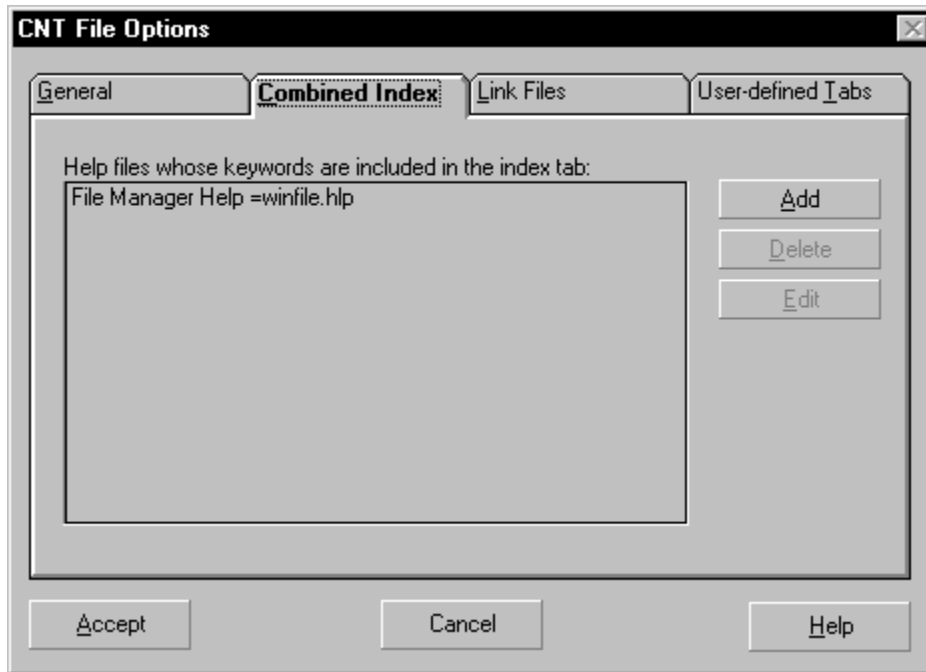 CNT File Options
General
Combined Index
Link Files
User-defined Tabs
Help files whose keywords are included in the index tab:
File Manager Help =winfile.hlp
Add
Delete
Edit
Accept
Cancel
Help